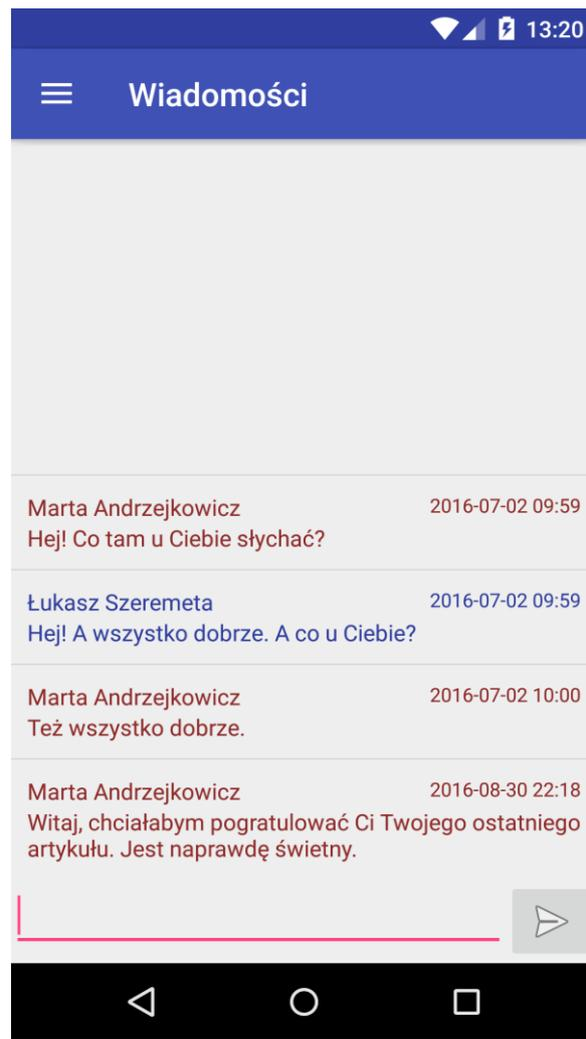 13:20
Wiadomości
Marta Andrzejkowicz 2016-07-02 09:59
Hej! Co tam u Ciebie słychać?
Łukasz Szeremeta 2016-07-02 09:59
Hej! A wszystko dobrze. A co u Ciebie?
Marta Andrzejkowicz 2016-07-02 10:00
Też wszystko dobrze.
Marta Andrzejkowicz 2016-08-30 22:18
Witaj, chciałabym pogratulować Ci Twojego ostatniego
artykułu. Jest naprawdę świetny.